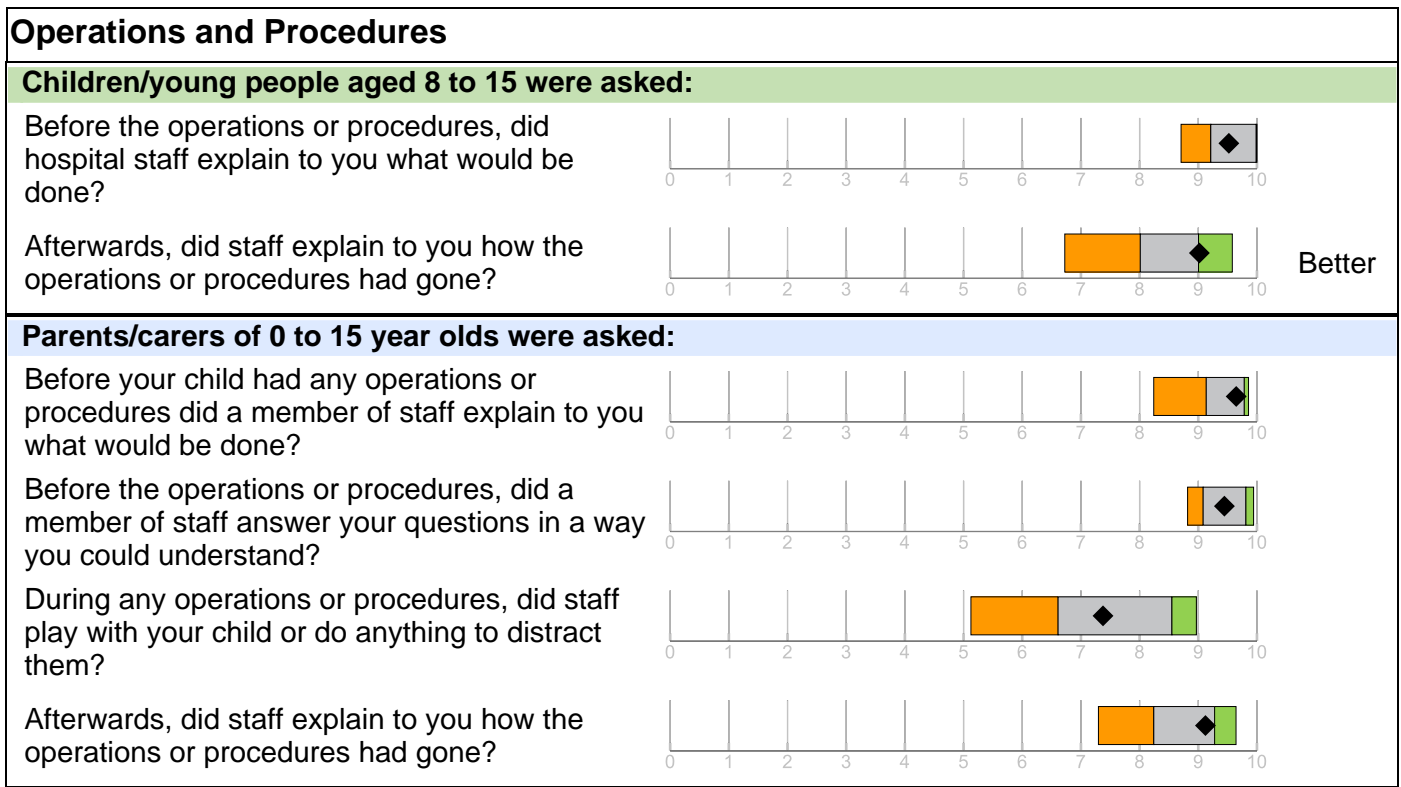 Operations and Procedures
Children/young people aged 8 to 15 were asked:
Before the operations or procedures, did
hospital staff explain to you what would be
done?
0 1 2 3 4 5 6 7 8 9 10
Afterwards, did staff explain to you how the
operations or procedures had gone?
0 1 2 3 4 5 6 7 8 9 10
Better
Parents/carers of 0 to 15 year olds were asked:
Before your child had any operations or
procedures did a member of staff explain to you
what would be done?
0 1 2 3 4 5 6 7 8 9 10
Before the operations or procedures, did a
member of staff answer your questions in a way
you could understand?
0 1 2 3 4 5 6 7 8 9 10
During any operations or procedures, did staff
play with your child or do anything to distract
them?
0 1 2 3 4 5 6 7 8 9 10
Afterwards, did staff explain to you how the
operations or procedures had gone?
0 1 2 3 4 5 6 7 8 9 10